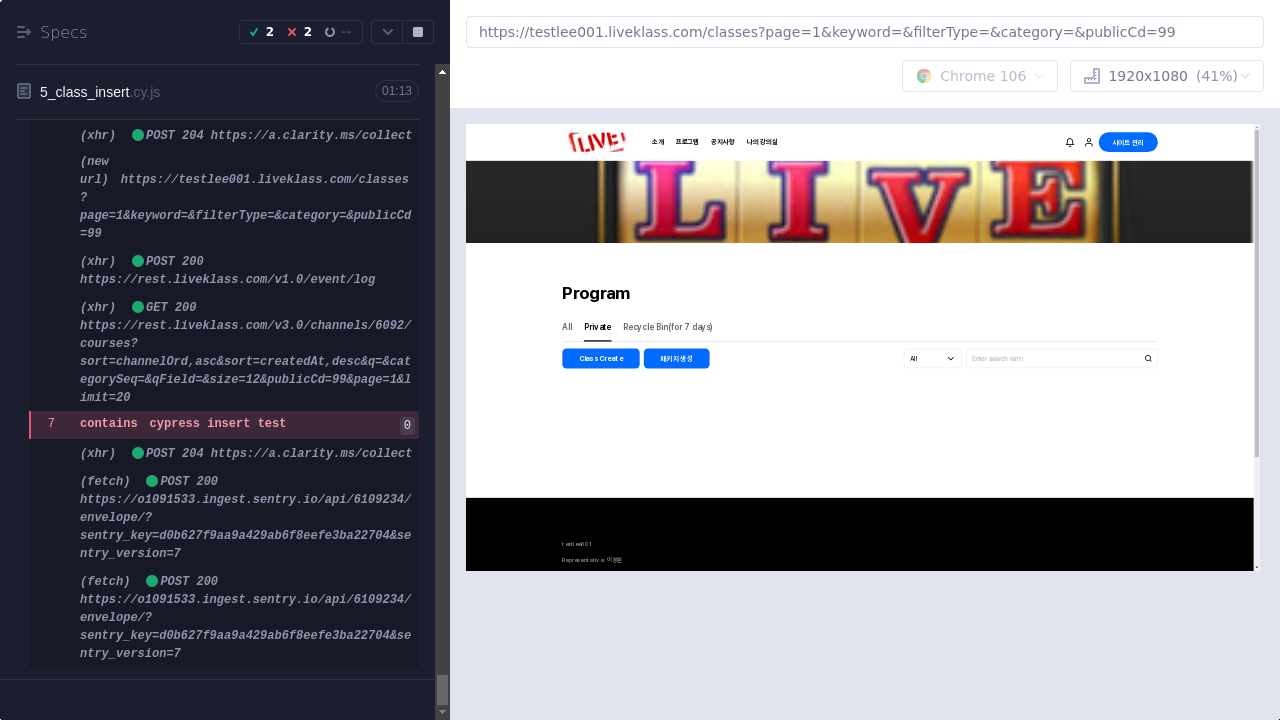 Specs
2
2
--
5_class_insert.cy.js
01:13
(xhr) POST 204 https://a.clarity.ms/collect
(new
url) https://testlee001.liveklass.com/classes
?
page=1&keyword=&filterType=&category=&publicCd
=99
(xhr) POST 200
https://rest.liveklass.com/v1.0/event/log
(xhr) GET 200
https://rest.liveklass.com/v3.0/channels/6092/
courses?
sort=channelOrd,asc&sort=createdAt,desc&q=&cat
egorySeq=&qField=&size=12&publicCd=99&page=1&l
imit=20
7 contains cypress insert test 0
(xhr) POST 204 https://a.clarity.ms/collect
(fetch) POST 200
https://o1091533.ingest.sentry.io/api/6109234/
envelope/?
sentry_key=d0b627f9aa9a429ab6f8eefe3ba22704&se
ntry_version=7
(fetch) POST 200
https://o1091533.ingest.sentry.io/api/6109234/
envelope/?
sentry_key=d0b627f9aa9a429ab6f8eefe3ba22704&se
ntry_version=7
https://testlee001.liveklass.com/classes?page=1&keyword=&filterType=&category=&publicCd=99
Chrome 106
1920x1080 (41%)
LIVE!
소개 프로그램 공지사항 나의 강의실
사이트 관리
LIVE
Program
All Private Recycle Bin(for 7 days)
Class Create 패키지 생성
All Enter search term
testlee001
Representative: 이경환